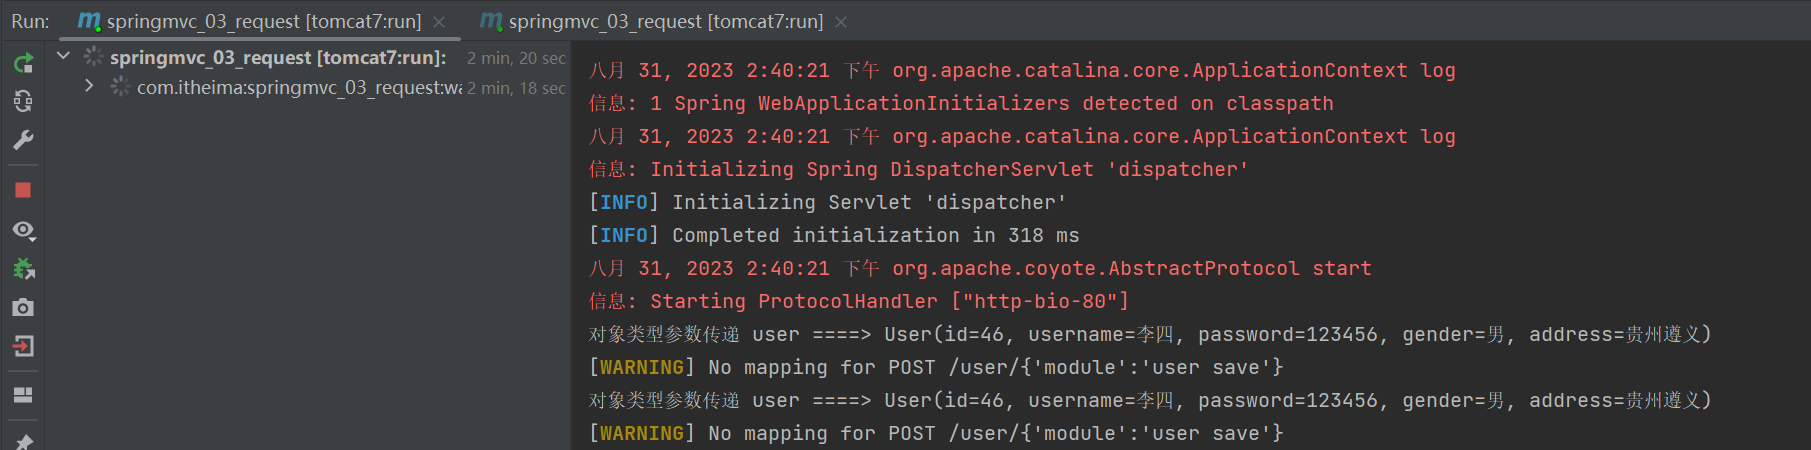 Run: springmvc_03_request [tomcat7:run] springmvc_03_request [tomcat7:run]
springmvc_03_request [tomcat7:run]: 2 min, 20 sec
com.itheima:springmvc_03_request:wa 2 min, 18 sec
八月 31, 2023 2:40:21 下午 org.apache.catalina.core.ApplicationContext log
信息: 1 Spring WebApplicationInitializers detected on classpath
八月 31, 2023 2:40:21 下午 org.apache.catalina.core.ApplicationContext log
信息: Initializing Spring DispatcherServlet 'dispatcher'
[INFO] Initializing Servlet 'dispatcher'
[INFO] Completed initialization in 318 ms
八月 31, 2023 2:40:21 下午 org.apache.coyote.AbstractProtocol start
信息: Starting ProtocolHandler ["http-bio-80"]
对象类型参数传递 user ====> User(id=46, username=李四, password=123456, gender=男, address=贵州遵义)
[WARNING] No mapping for POST /user/{'module':'user save'}
对象类型参数传递 user ====> User(id=46, username=李四, password=123456, gender=男, address=贵州遵义)
[WARNING] No mapping for POST /user/{'module':'user save'}